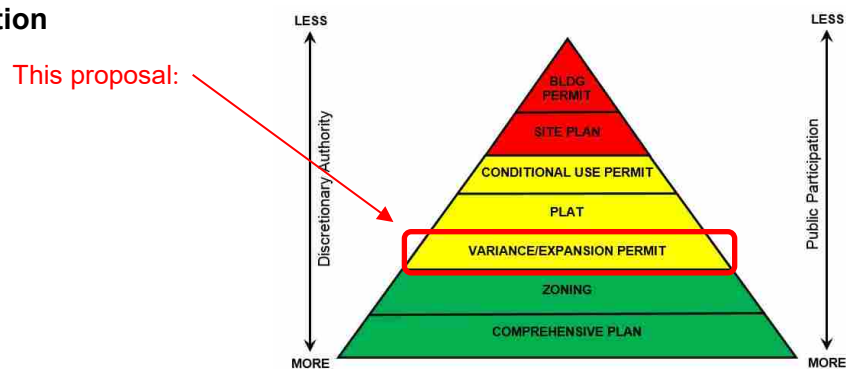 tion
LESS
LESS
This proposal:
BLDG
PERMIT
SITE PLAN
CONDITIONAL USE PERMIT
PLAT
VARIANCE/EXPANSION PERMIT
ZONING
COMPREHENSIVE PLAN
Discretionary Authority
Public Participation
MORE
MORE